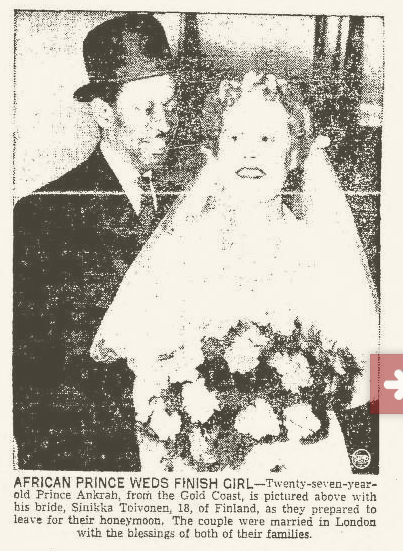 AFRICAN PRINCE WEDS FINISH GIRL—Twenty-seven-year-
old Prince Ankrah, from the Gold Coast, is pictured above with
his bride, Sinikka Toivonen, 18, of Finland, as they prepared to
leave for their honeymoon. The couple were married in London
with the blessings of both of their families.